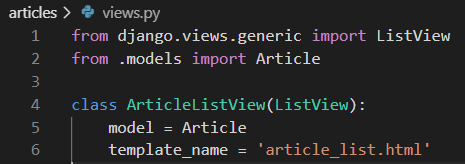 articles > views.py
1 from django.views.generic import ListView
2 from .models import Article
3
4 class ArticleListView(ListView):
5     model = Article
6     template_name = 'article_list.html'